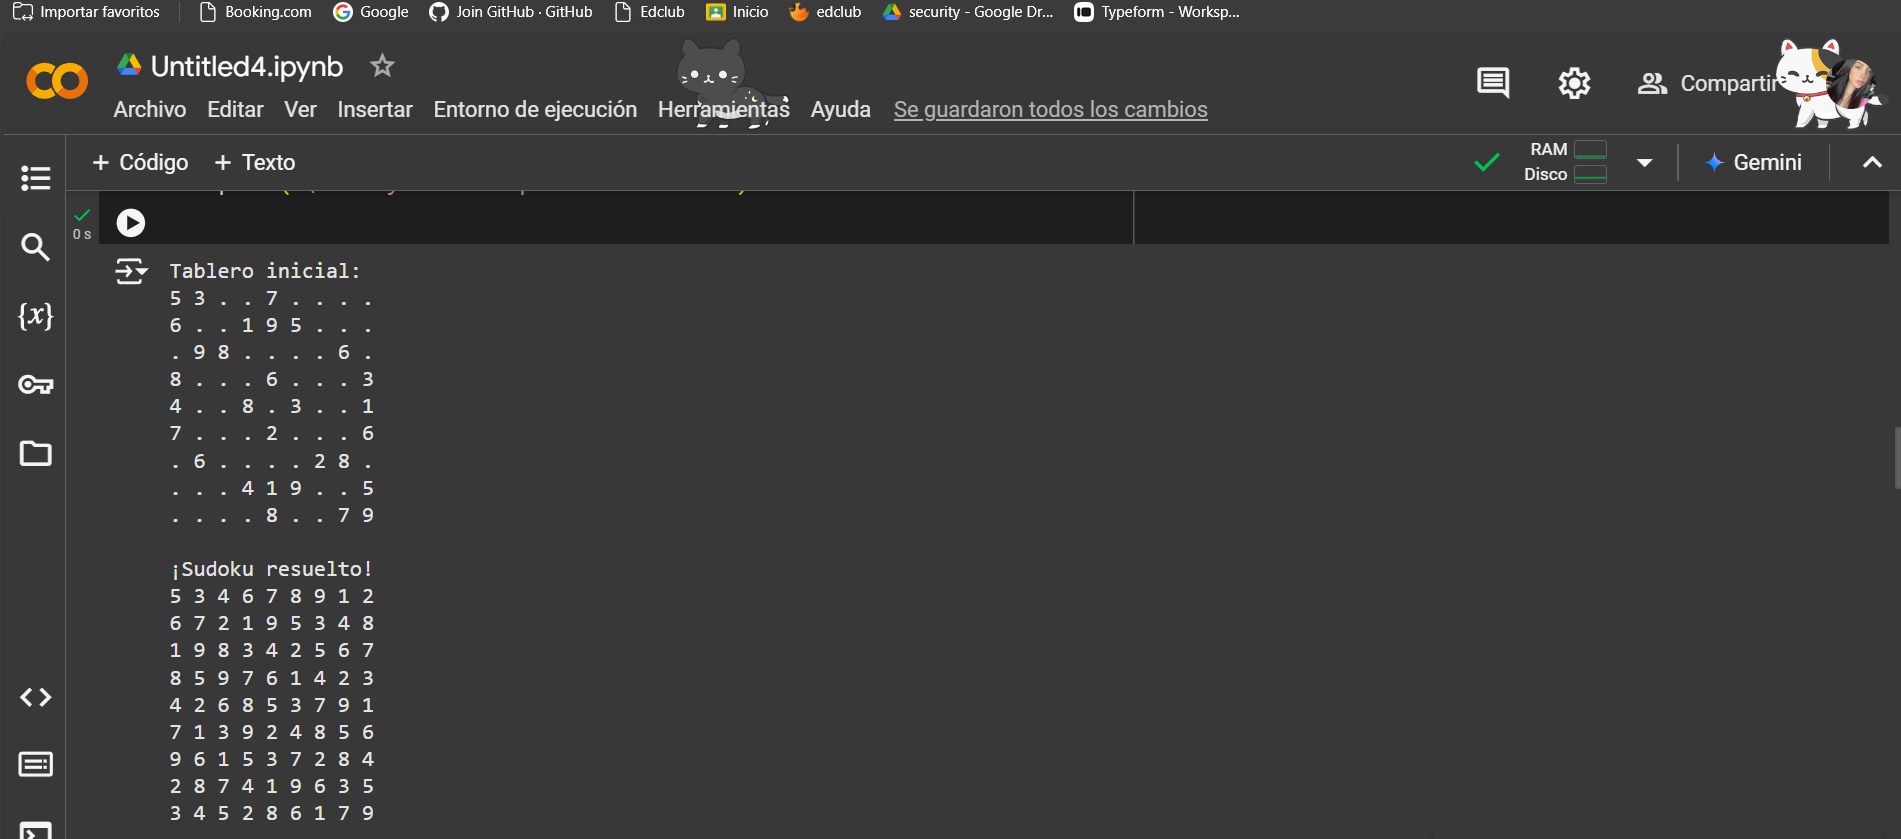 Importar favoritos Booking.com Google Join GitHub · GitHub Edclub Inicio edclub security - Google Dr... Typeform - Worksp...
Untitled4.ipynb
Archivo Editar Ver Insertar Entorno de ejecución Herramientas Ayuda Se guardaron todos los cambios
Compartir
+ Código + Texto
RAM
Disco
Gemini
{x}
0 s
Tablero inicial:
5 3 . . 7 . . . .
6 . . 1 9 5 . . .
. 9 8 . . . . 6 .
8 . . . 6 . . . 3
4 . . 8 . 3 . . 1
7 . . . 2 . . . 6
. 6 . . . . 2 8 .
. . . 4 1 9 . . 5
. . . . 8 . . 7 9
¡Sudoku resuelto!
5 3 4 6 7 8 9 1 2
6 7 2 1 9 5 3 4 8
1 9 8 3 4 2 5 6 7
8 5 9 7 6 1 4 2 3
4 2 6 8 5 3 7 9 1
7 1 3 9 2 4 8 5 6
9 6 1 5 3 7 2 8 4
2 8 7 4 1 9 6 3 5
3 4 5 2 8 6 1 7 9